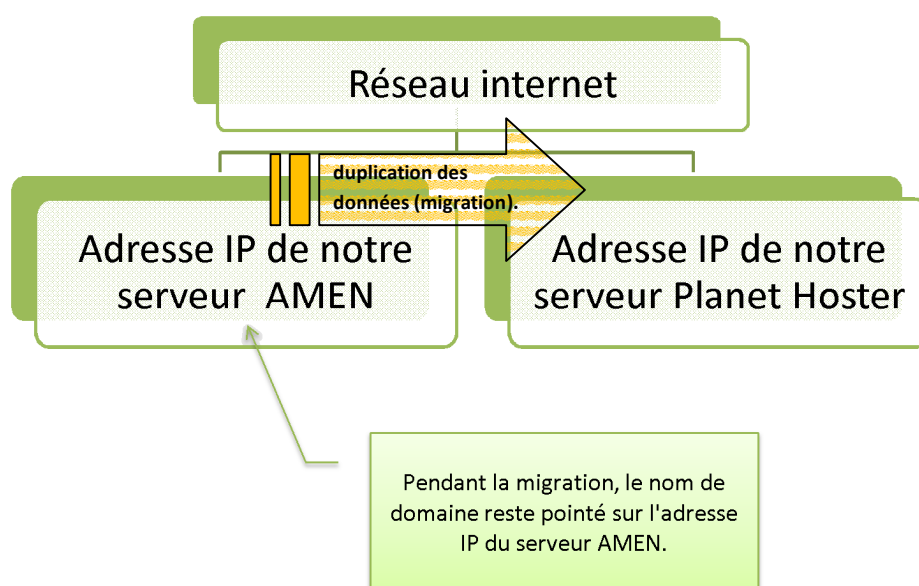 Réseau internet
duplication des
données (migration).
Adresse IP de notre
serveur AMEN
Adresse IP de notre
serveur Planet Hoster
Pendant la migration, le nom de
domaine reste pointé sur l'adresse
IP du serveur AMEN.